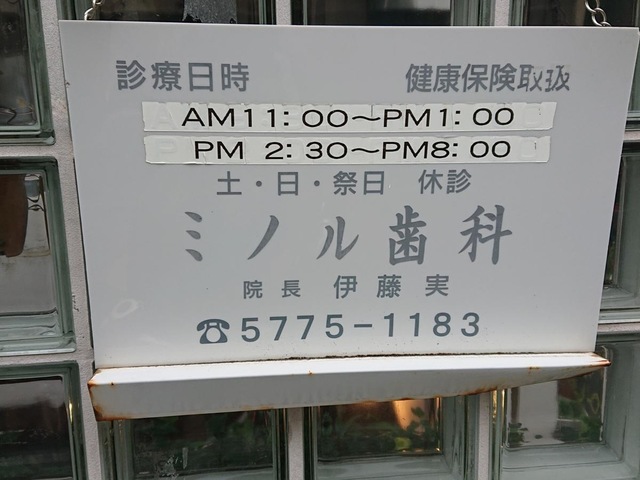 診療日時 健康保険取扱
AM11:00～PM1:00
PM 2:30～PM8:00
土・日・祭日 休診
ミノル歯科
院長 伊藤実
☎5775-1183